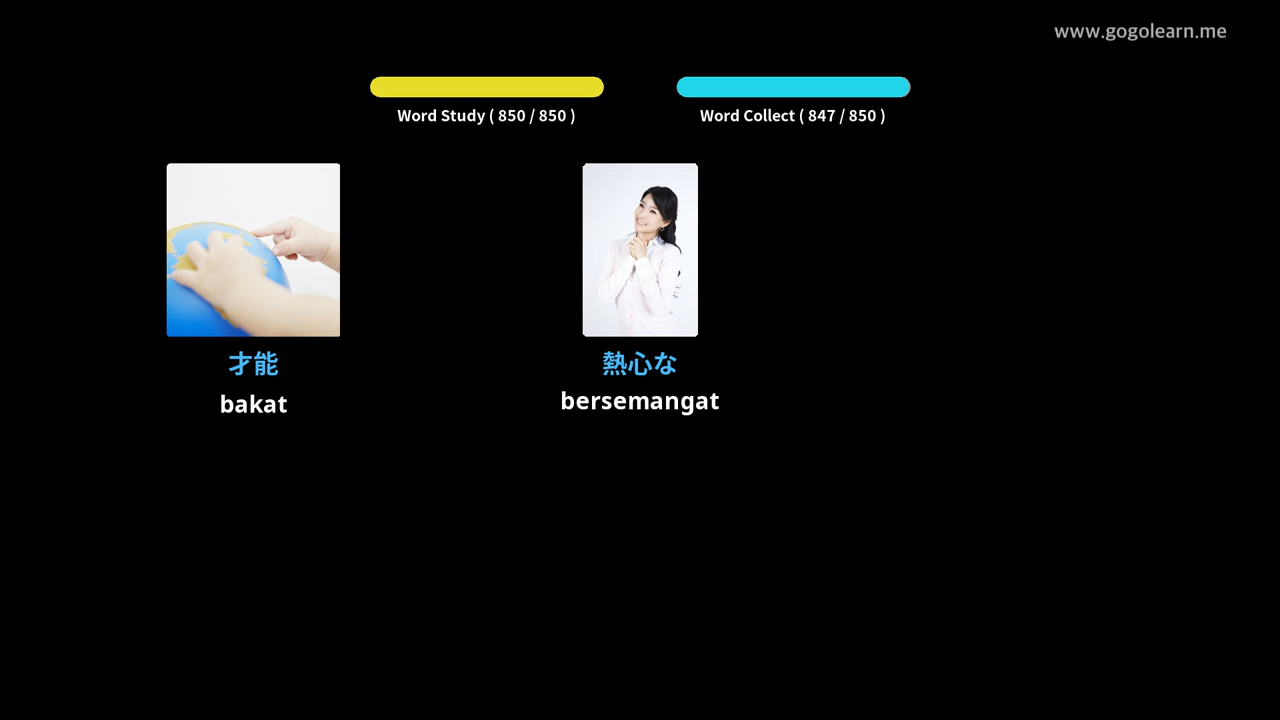 www.gogolearn.me
Word Study ( 850 / 850 )
Word Collect ( 847 / 850 )
才能
bakat
熱心な
bersemangat